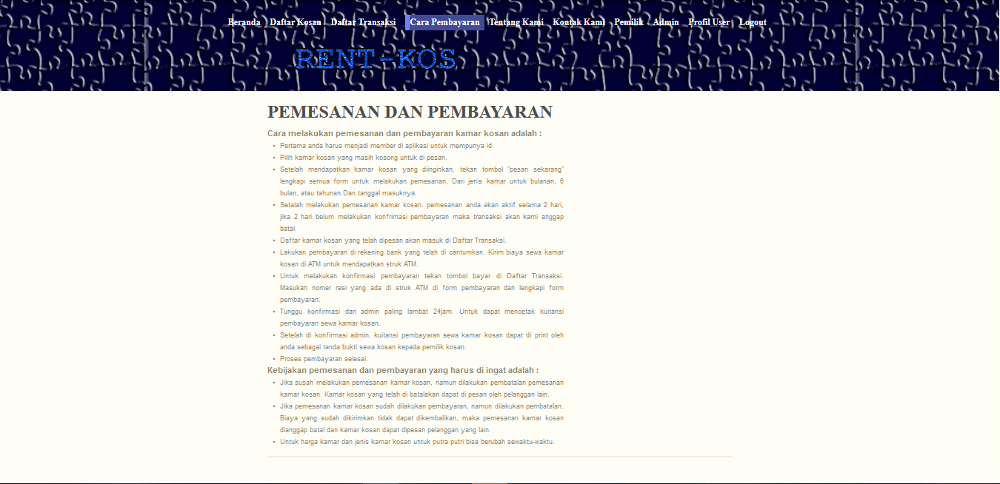 Beranda Daftar Kosan Daftar Transaksi Cara Pembayaran Tentang Kami Kontak Kami Pemilik Admin Profil User Logout
RENT-KOS
PEMESANAN DAN PEMBAYARAN
Cara melakukan pemesanan dan pembayaran kamar kosan adalah :
• Pertama anda harus menjadi member di aplikasi untuk mempunya id.
• Pilih kamar kosan yang masih kosong untuk di pesan.
• Setelah mendapatkan kamar kosan yang diinginkan, tekan tombol "pesan sekarang"
lengkapi semua form untuk melakukan pemesanan. Dari jenis kamar untuk bulanan, 6
bulan, atau tahunan.Dan tanggal masuknya.
• Setalah melakukan pemesanan kamar kosan. pemesanan anda akan aktif selama 2 hari,
jika 2 hari belum melakukan konfrimasi pembayaran maka transaksi akan kami anggap
batal.
• Daftar kamar kosan yang telah dipesan akan masuk di Daftar Transaksi.
• Lakukan pembayaran di rekening bank yang telah di cantumkan. Kirim biaya sewa kamar
kosan di ATM untuk mendapatkan struk ATM.
• Untuk melakukan konfirmasi pembayaran tekan tombol bayar di Daftar Transaksi.
Masukan nomer resi yang ada di struk ATM di form pembayaran dan lengkapi form
pembayaran.
• Tunggu konfirmasi dari admin paling lambat 24jam. Untuk dapat mencetak kuitansi
pembayaran sewa kamar kosan.
• Setelah di konfirmasi admin, kuitansi pembayaran sewa kamar kosan dapat di print oleh
anda sebagai tanda bukti sewa kosan kepada pemilik kosan.
• Proses pembayaran selesai.
Kebijakan pemesanan dan pembayaran yang harus di ingat adalah :
• Jika susah melakukan pemesanan kamar kosan, namun dilakukan pembatalan pemesanan
kamar kosan. Kamar kosan yang telah di batalakan dapat di pesan oleh pelanggan lain.
• Jika pemesanan kamar kosan sudah dilakukan pembayaran, namun dilakukan pembatalan.
Biaya yang sudah dikirimkan tidak dapat dikembalikan, maka pemesanan kamar kosan
dianggap batal dan kamar kosan dapat dipesan pelanggan yang lain.
• Untuk harga kamar dan jenis kamar kosan untuk putra putri bisa berubah sewaktu-waktu.